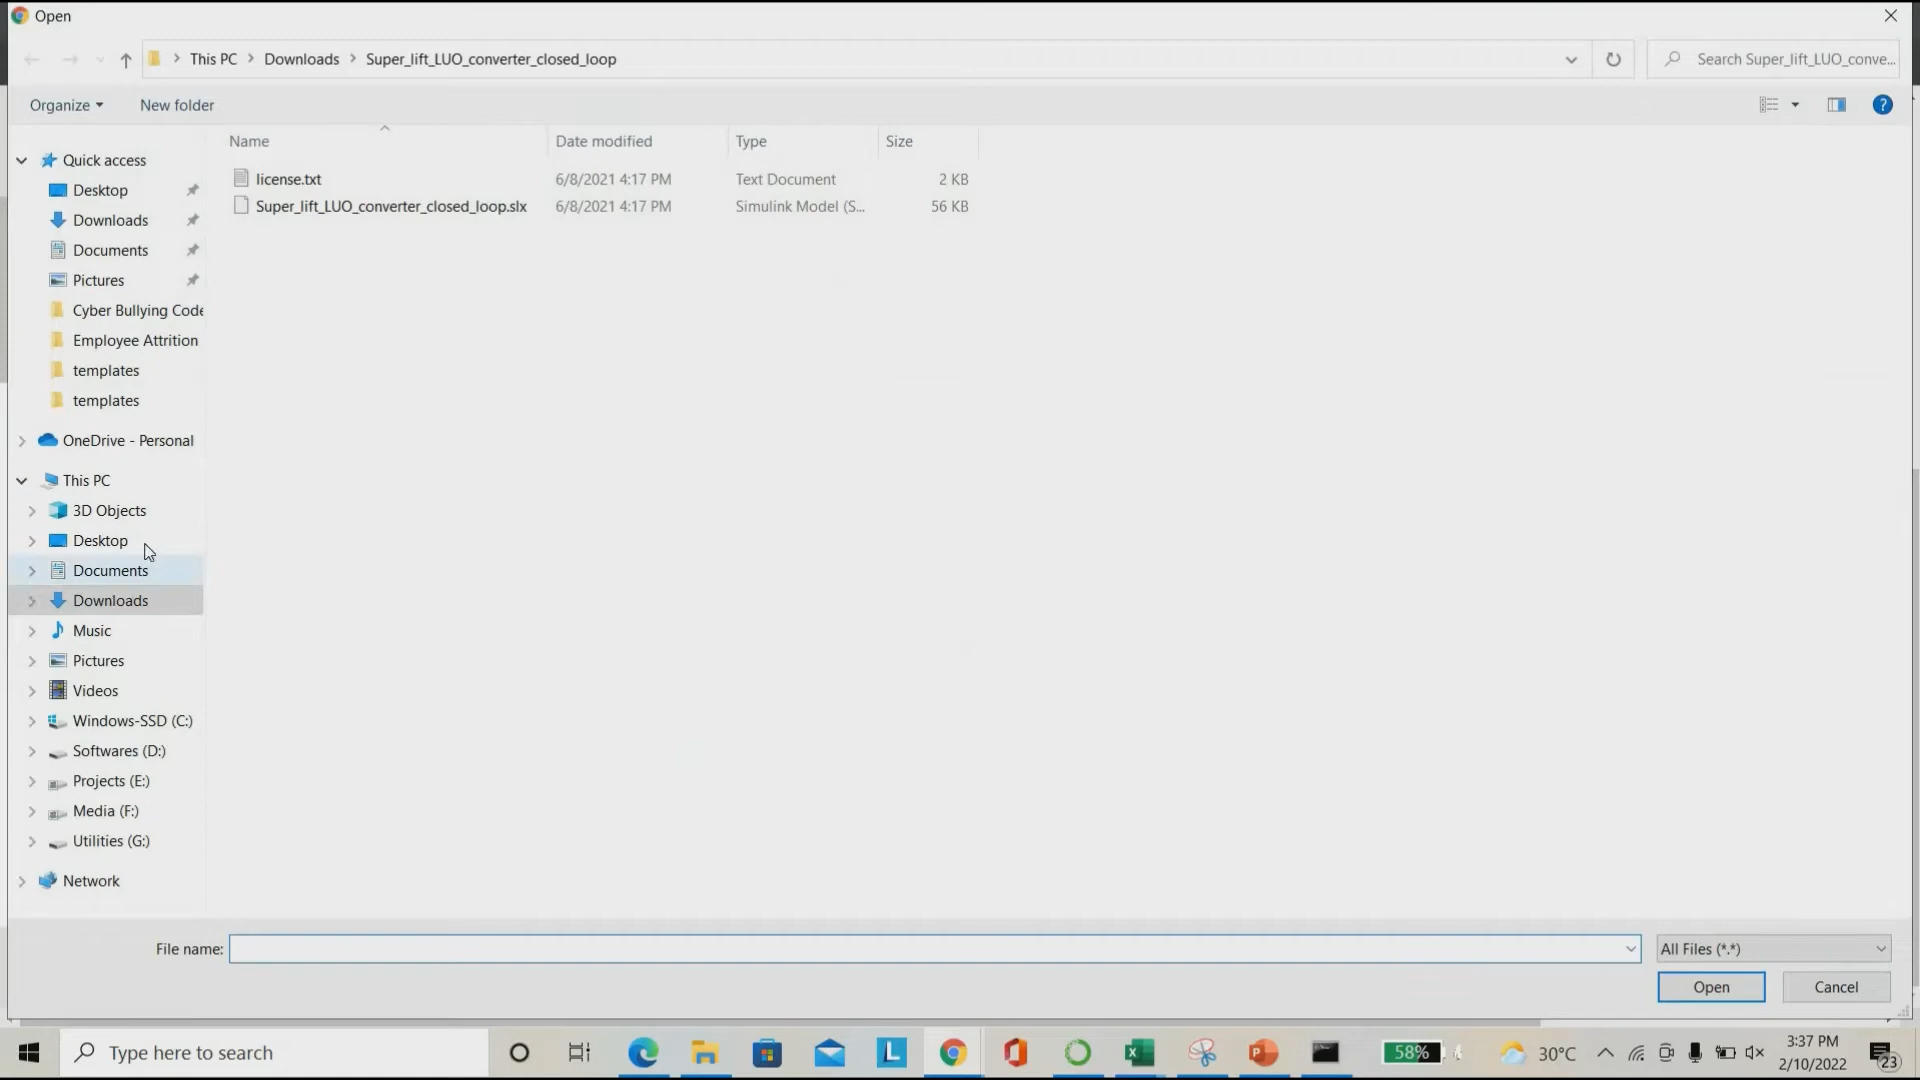 Open
This PC > Downloads > Super_lift_LUO_converter_closed_loop
Search Super_lift_LUO_conve...
Organize
New folder
Name
Date modified
Type
Size
license.txt
6/8/2021 4:17 PM
Text Document
2 KB
Super_lift_LUO_converter_closed_loop.slx
6/8/2021 4:17 PM
Simulink Model (S...
56 KB
Quick access
Desktop
Downloads
Documents
Pictures
Cyber Bullying Code
Employee Attrition
templates
templates
OneDrive - Personal
This PC
3D Objects
Desktop
Documents
Downloads
Music
Pictures
Videos
Windows-SSD (C:)
Softwares (D:)
Projects (E:)
Media (F:)
Utilities (G:)
Network
File name:
All Files (*.*)
Open
Cancel
Type here to search
58%
30°C
3:37 PM
2/10/2022
23